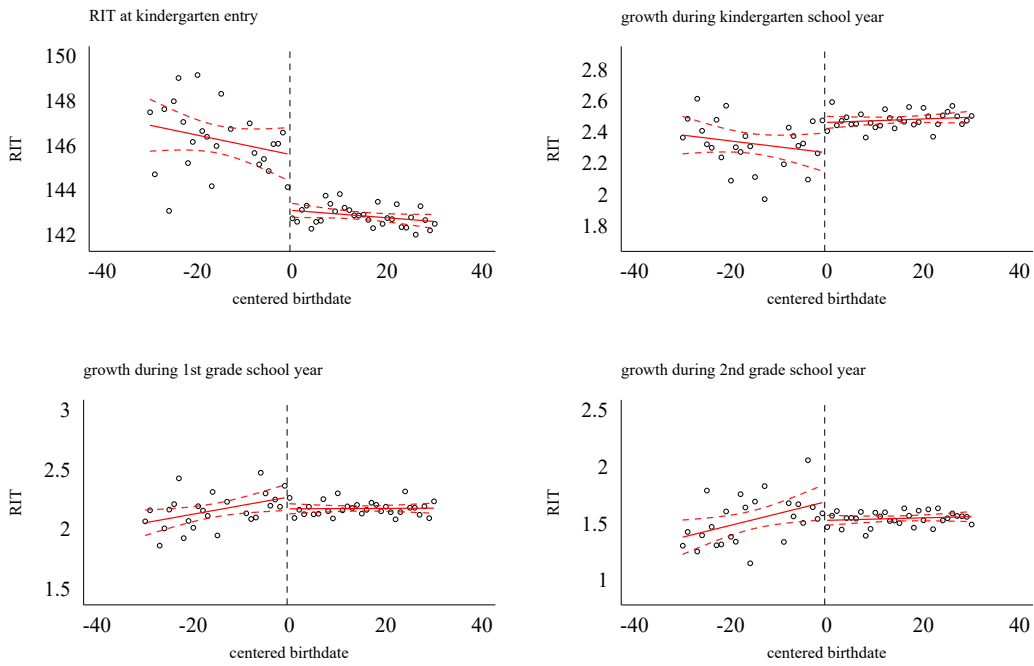 RIT at kindergarten entry
150
148
146
144
142
RIT
-40 -20 0 20 40
centered birthdate
growth during kindergarten school year
2.8
2.6
2.4
2.2
2
1.8
RIT
-40 -20 0 20 40
centered birthdate
growth during 1st grade school year
3
2.5
2
1.5
RIT
-40 -20 0 20 40
centered birthdate
growth during 2nd grade school year
2.5
2
1.5
1
RIT
-40 -20 0 20 40
centered birthdate